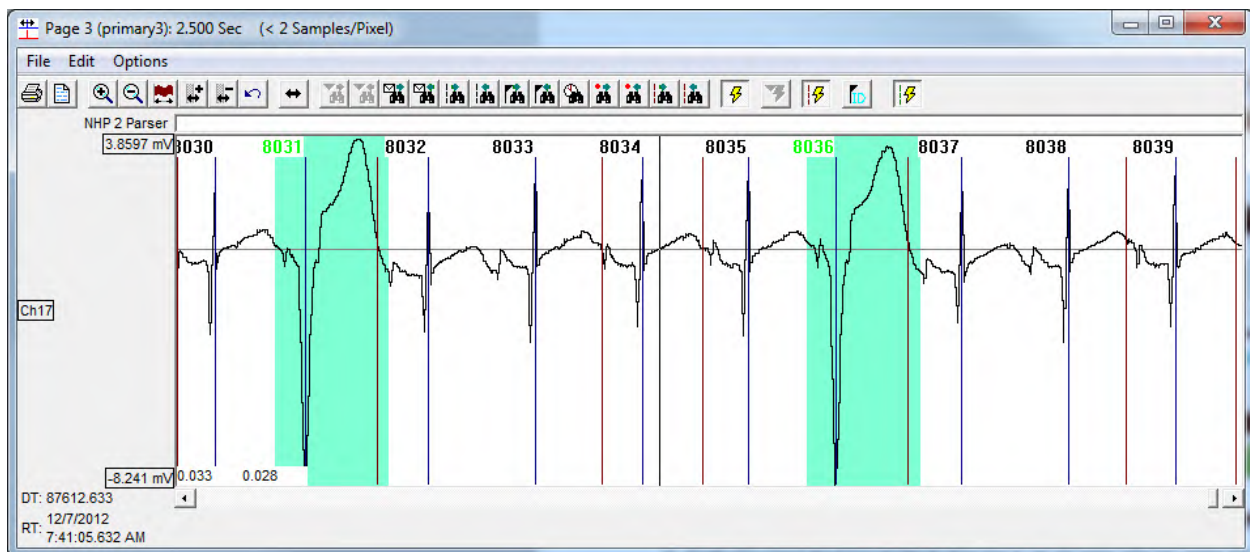 Page 3 (primary3): 2.500 Sec (< 2 Samples/Pixel)
File Edit Options
ID
NHP 2 Parser
3.8597 mV
8030 8031 8032 8033 8034 8035 8036 8037 8038 8039
Ch17
-8.241 mV
0.033 0.028
DT: 87612.633
RT: 12/7/2012
7:41:05.632 AM